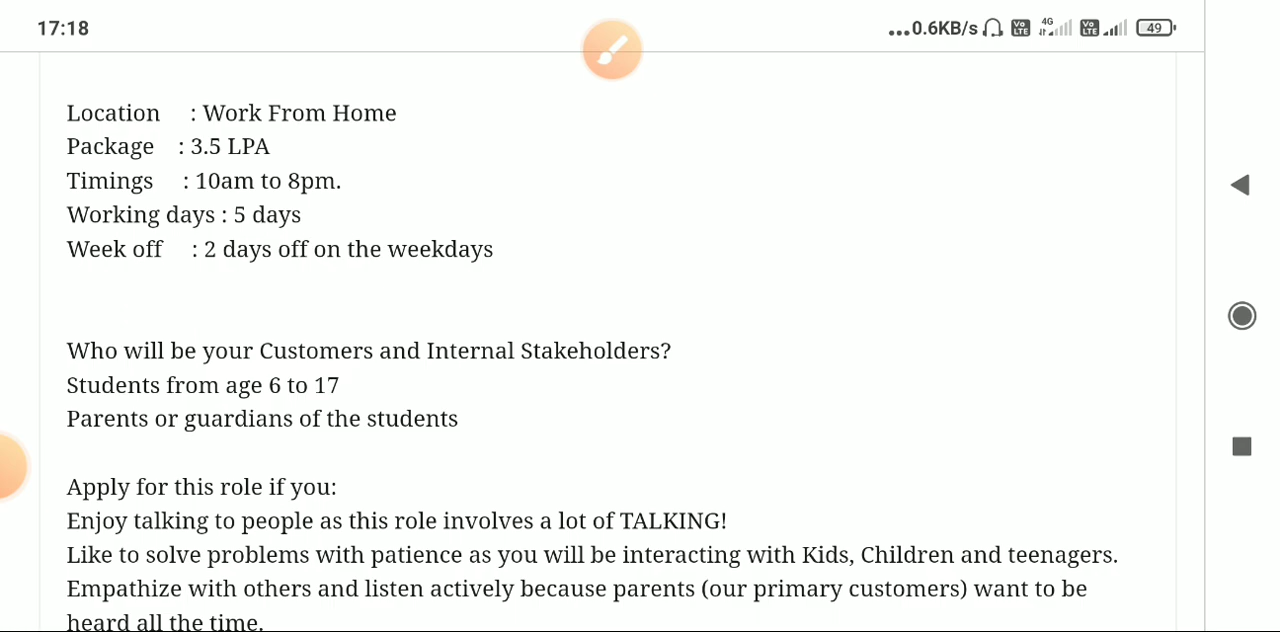 17:18
...0.6KB/s Vo LTE 4G Vo LTE 49
Location : Work From Home
Package : 3.5 LPA
Timings : 10am to 8pm.
Working days : 5 days
Week off : 2 days off on the weekdays
Who will be your Customers and Internal Stakeholders?
Students from age 6 to 17
Parents or guardians of the students
Apply for this role if you:
Enjoy talking to people as this role involves a lot of TALKING!
Like to solve problems with patience as you will be interacting with Kids, Children and teenagers.
Empathize with others and listen actively because parents (our primary customers) want to be
heard all the time.